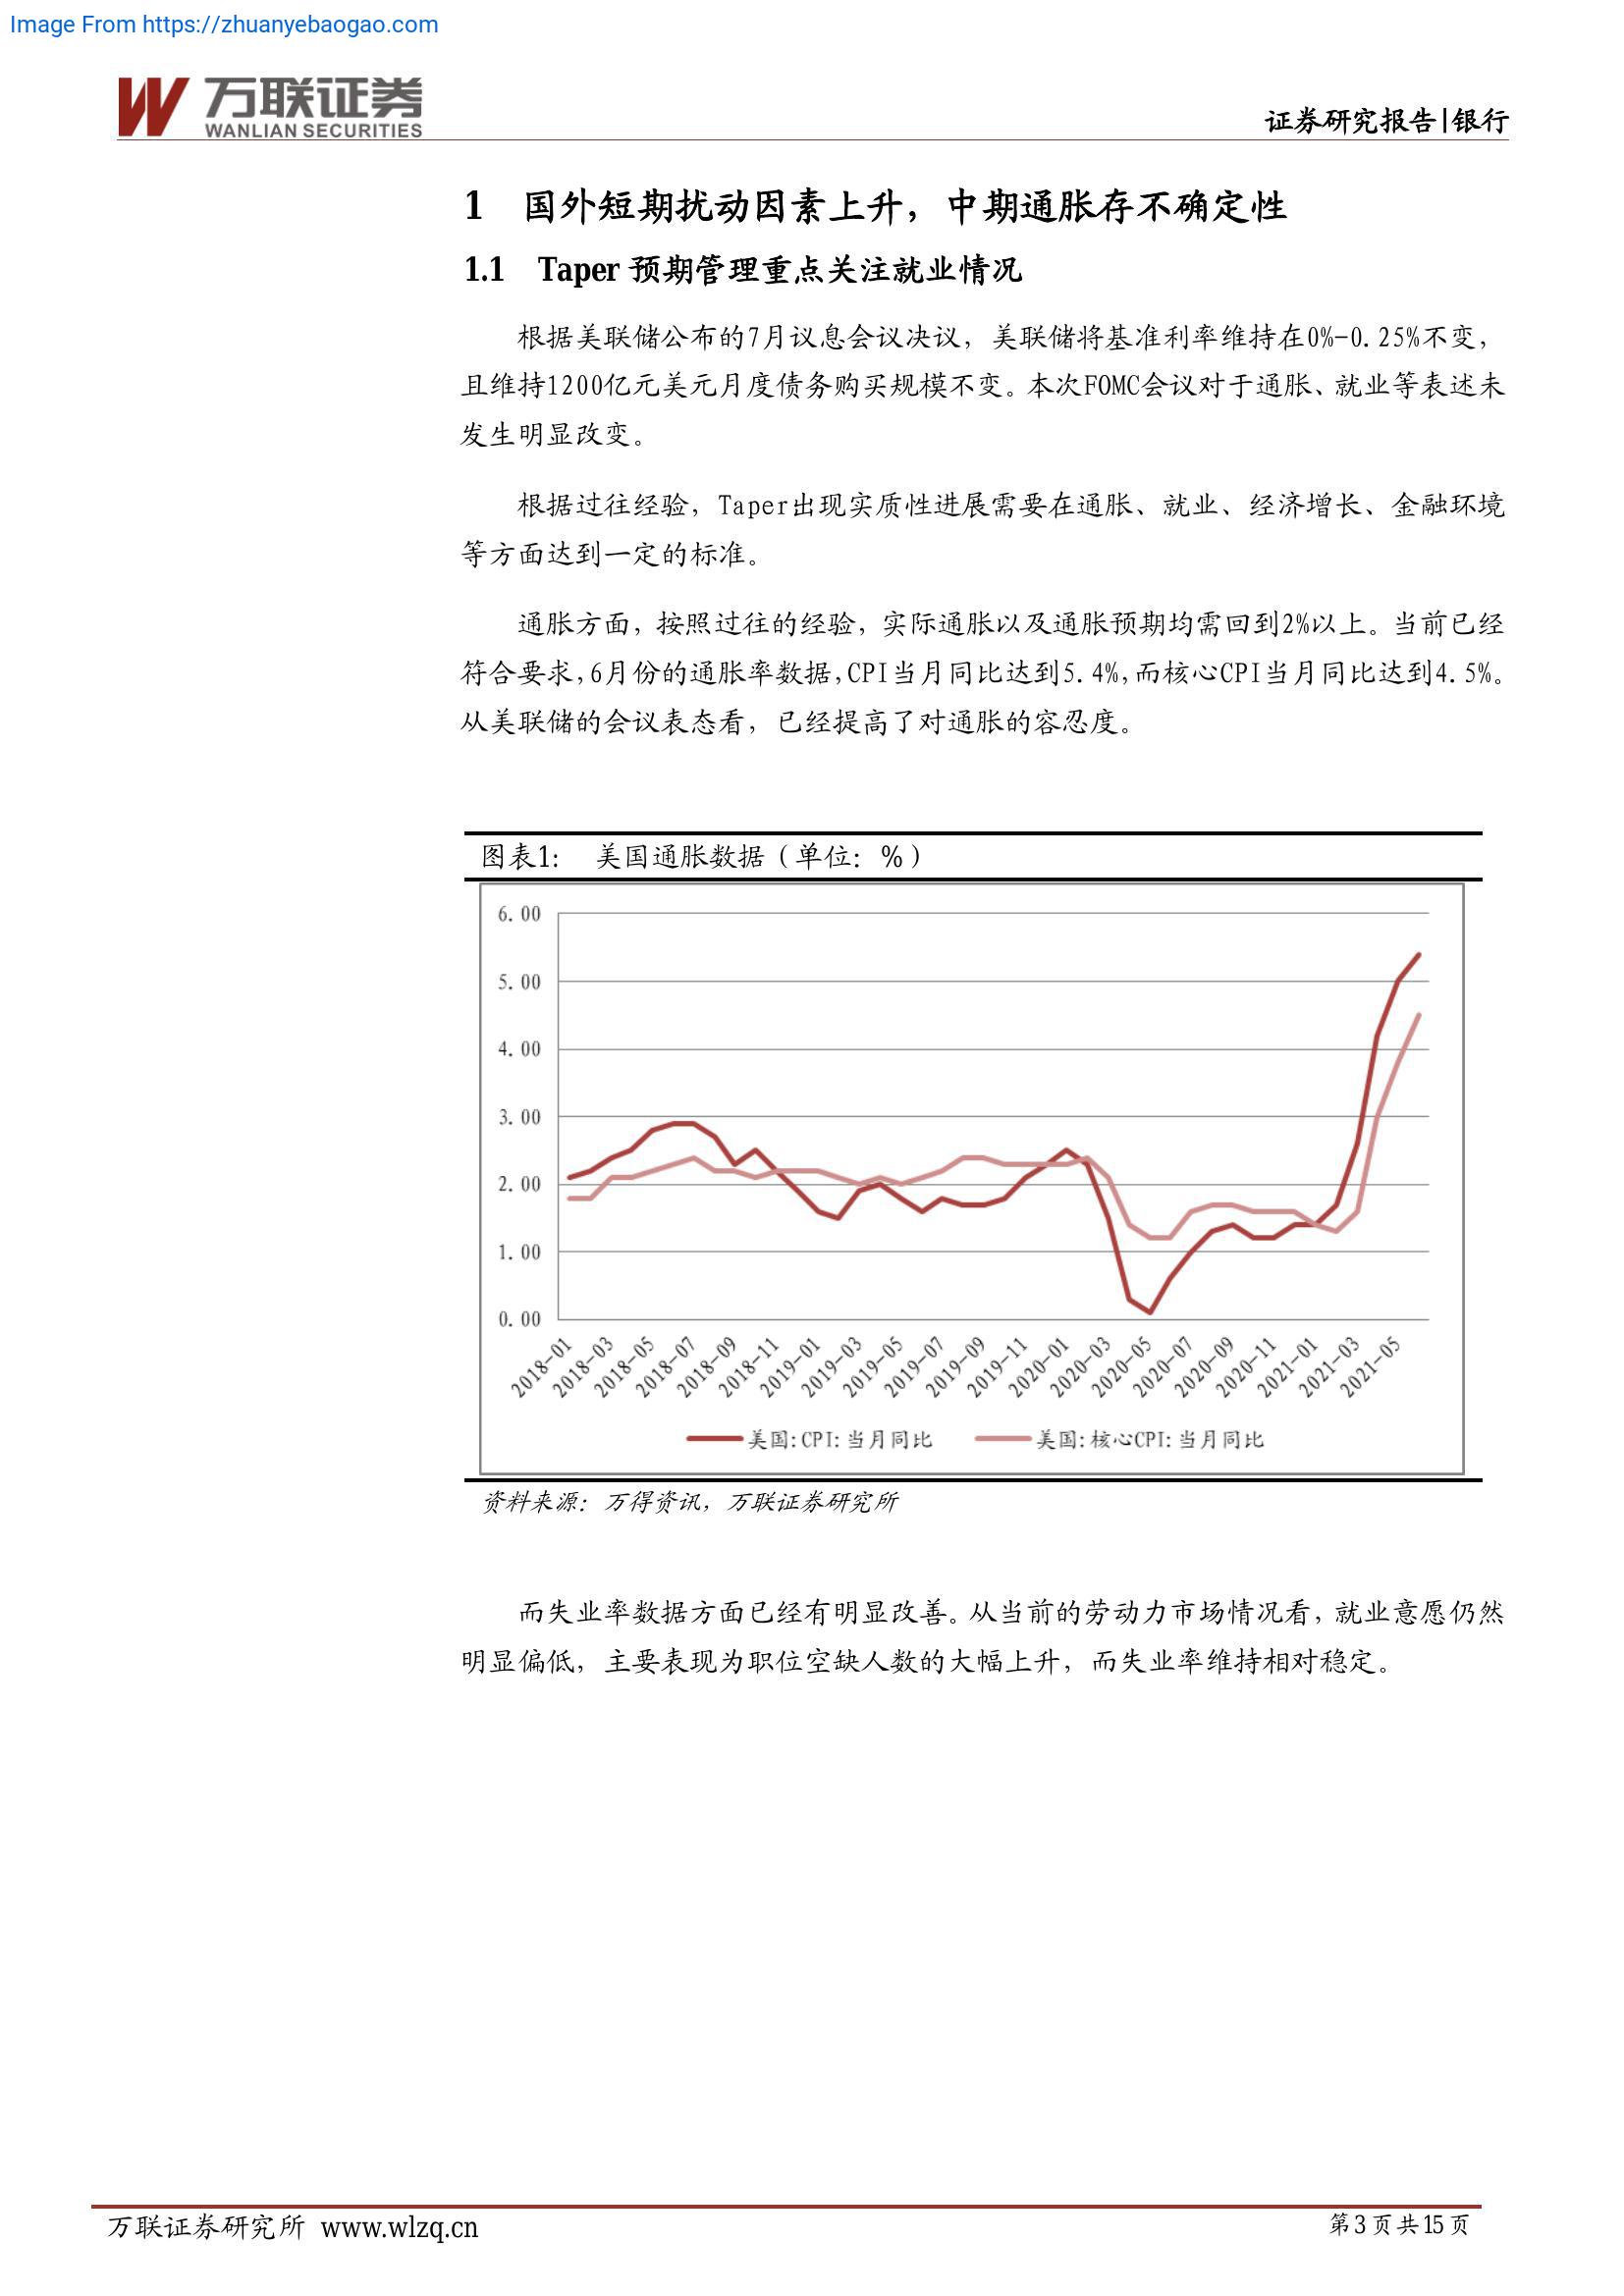 Image From https://zhuanyebaogao.com
万联证券
WANLIAN SECURITIES
证券研究报告|银行
1 国外短期扰动因素上升，中期通胀存不确定性
1.1 Taper 预期管理重点关注就业情况
根据美联储公布的7月议息会议决议，美联储将基准利率维持在0%-0.25%不变，
且维持1200亿元美元月度债务购买规模不变。本次FOMC会议对于通胀、就业等表述未
发生明显改变。
根据过往经验，Taper出现实质性进展需要在通胀、就业、经济增长、金融环境
等方面达到一定的标准。
通胀方面，按照过往的经验，实际通胀以及通胀预期均需回到2%以上。当前已经
符合要求，6月份的通胀率数据，CPI当月同比达到5.4%，而核心CPI当月同比达到4.5%。
从美联储的会议表态看，已经提高了对通胀的容忍度。
图表1： 美国通胀数据（单位：%）
6.00
5.00
4.00
3.00
2.00
1.00
0.00
2018-01
2018-03
2018-05
2018-07
2018-09
2018-11
2019-01
2019-03
2019-05
2019-07
2019-09
2019-11
2020-01
2020-03
2020-05
2020-07
2020-09
2020-11
2021-01
2021-03
2021-05
美国:CPI:当月同比 美国:核心CPI:当月同比
资料来源：万得资讯，万联证券研究所
而失业率数据方面已经有明显改善。从当前的劳动力市场情况看，就业意愿仍然
明显偏低，主要表现为职位空缺人数的大幅上升，而失业率维持相对稳定。
万联证券研究所 www.wlzq.cn
第 3 页 共 15 页